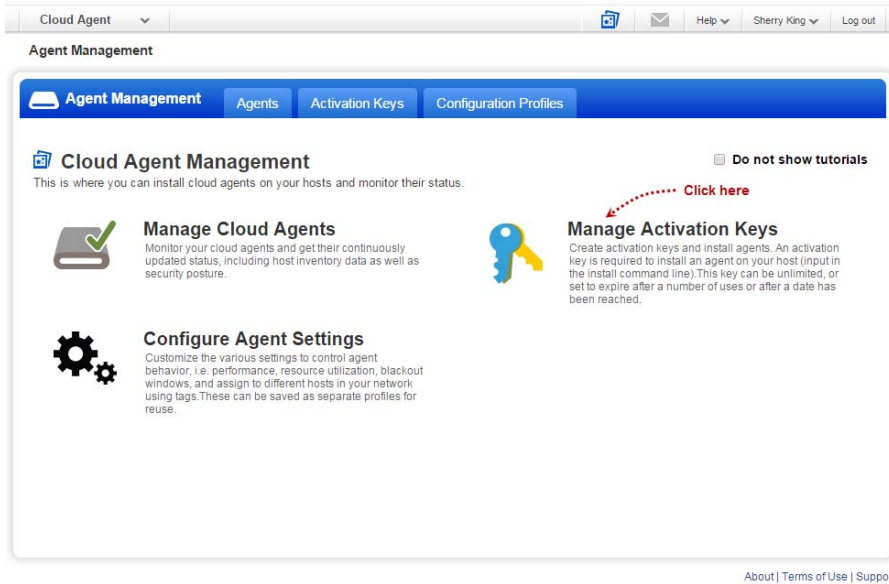 Cloud Agent
Help
Sherry King
Log out
Agent Management
Agent Management
Agents
Activation Keys
Configuration Profiles
Cloud Agent Management
Do not show tutorials
This is where you can install cloud agents on your hosts and monitor their status.
Click here
Manage Cloud Agents
Monitor your cloud agents and get their continuously
updated status, including host inventory data as well as
security posture.
Manage Activation Keys
Create activation keys and install agents. An activation
key is required to install an agent on your host (input in
the install command line).This key can be unlimited, or
set to expire after a number of uses or after a date has
been reached.
Configure Agent Settings
Customize the various settings to control agent
behavior, i.e. performance, resource utilization, blackout
windows, and assign to different hosts in your network
using tags.These can be saved as separate profiles for
reuse.
About | Terms of Use | Suppo